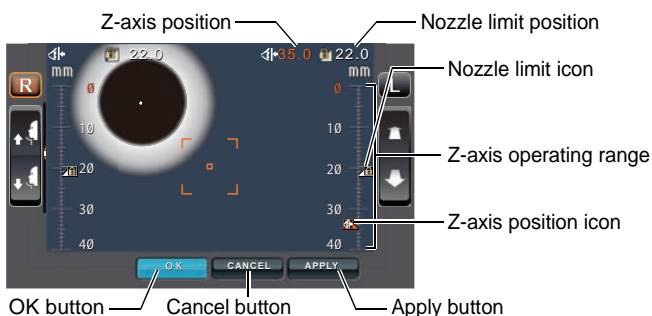 Z-axis position
Nozzle limit position
22.0
35.0 22.0
mm
mm
Nozzle limit icon
R
L
0
0
10
10
20
20
Z-axis operating range
30
30
Z-axis position icon
40
40
OK
CANCEL
APPLY
OK button
Cancel button
Apply button